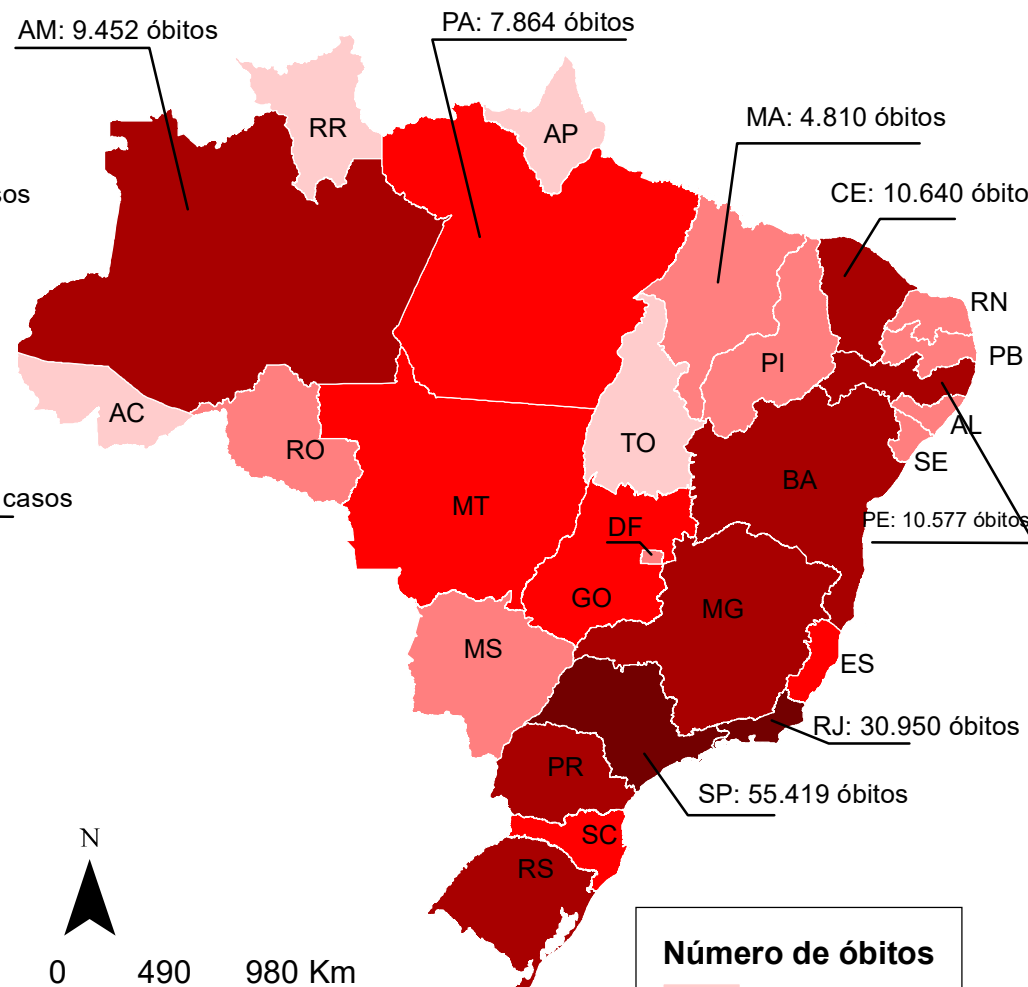 AM: 9.452 óbitos
PA: 7.864 óbitos
RR
AP
MA: 4.810 óbitos
CE: 10.640 óbito
RN
PB
PI
AC
TO
AL
RO
SE
BA
casos
MT
PE: 10.577 óbitos
DF
GO
MG
MS
ES
RJ: 30.950 óbitos
PR
SP: 55.419 óbitos
SC
N
RS
Número de óbitos
0 490 980 Km